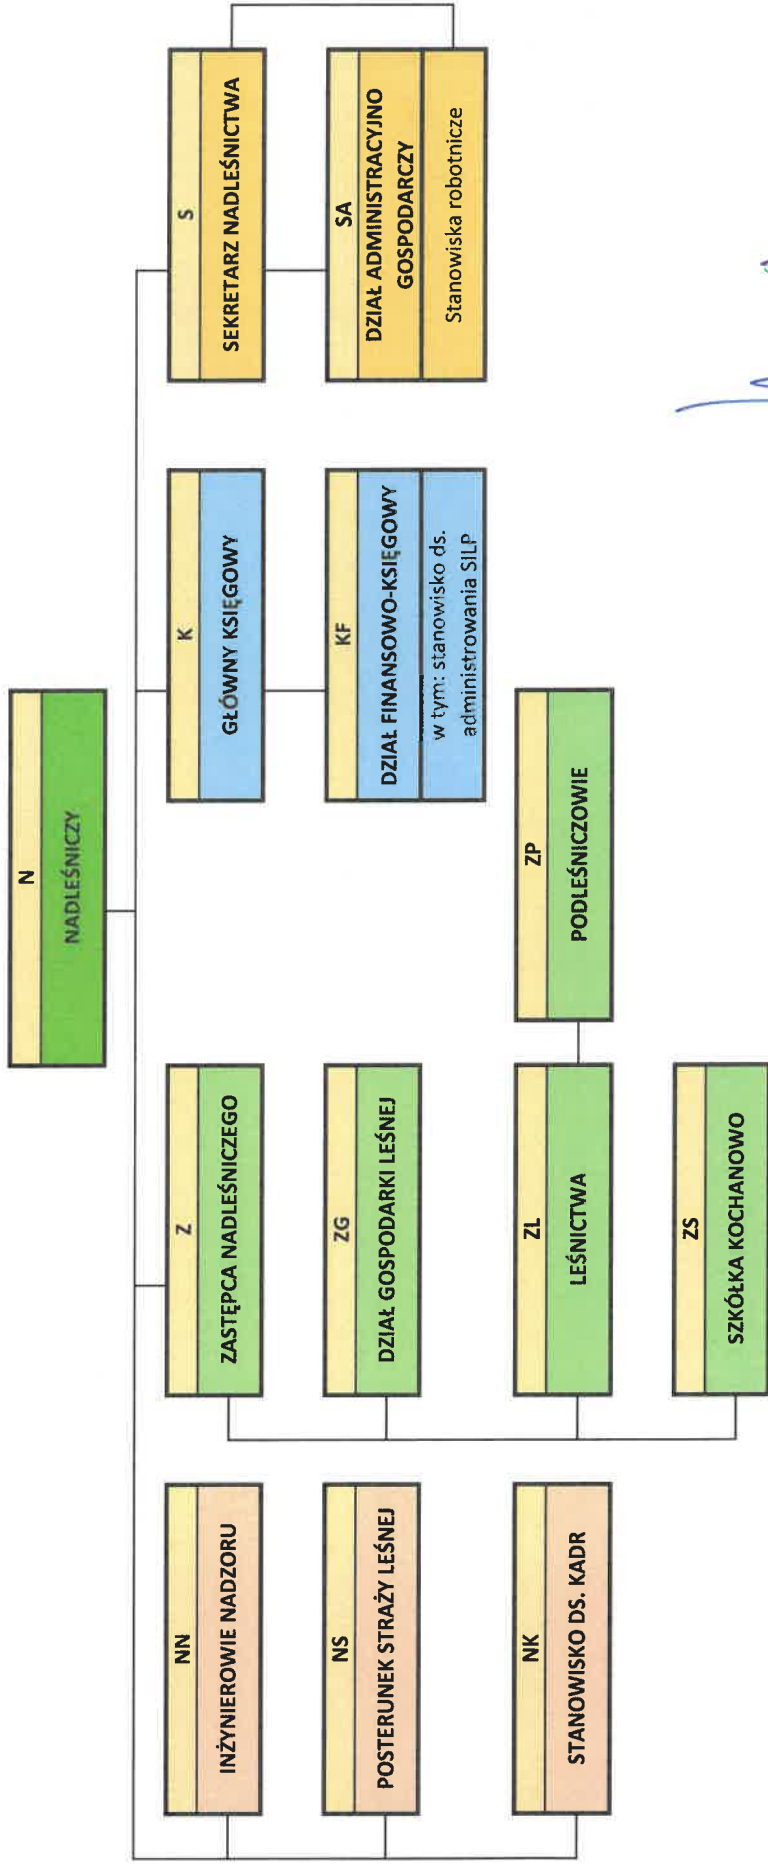 N
NADLEŚNICZY
NN
INŻYNIEROWIE NADZORU
NS
POSTERUNEK STRAŻY LEŚNEJ
NK
STANOWISKO DS. KADR
Z
ZASTĘPCA NADLEŚNICZEGO
ZG
DZIAŁ GOSPODARKI LEŚNEJ
ZL
LEŚNICTWA
ZP
PODLEŚNICZOWIE
ZS
SZKÓŁKA KOCHANOWO
K
GŁÓWNY KSIĘGOWY
KF
DZIAŁ FINANSOWO-KSIĘGOWY
w tym: stanowisko ds.
administrowania SILP
S
SEKRETARZ NADLEŚNICTWA
SA
DZIAŁ ADMINISTRACYJNO
GOSPODARCZY
Stanowiska robotnicze